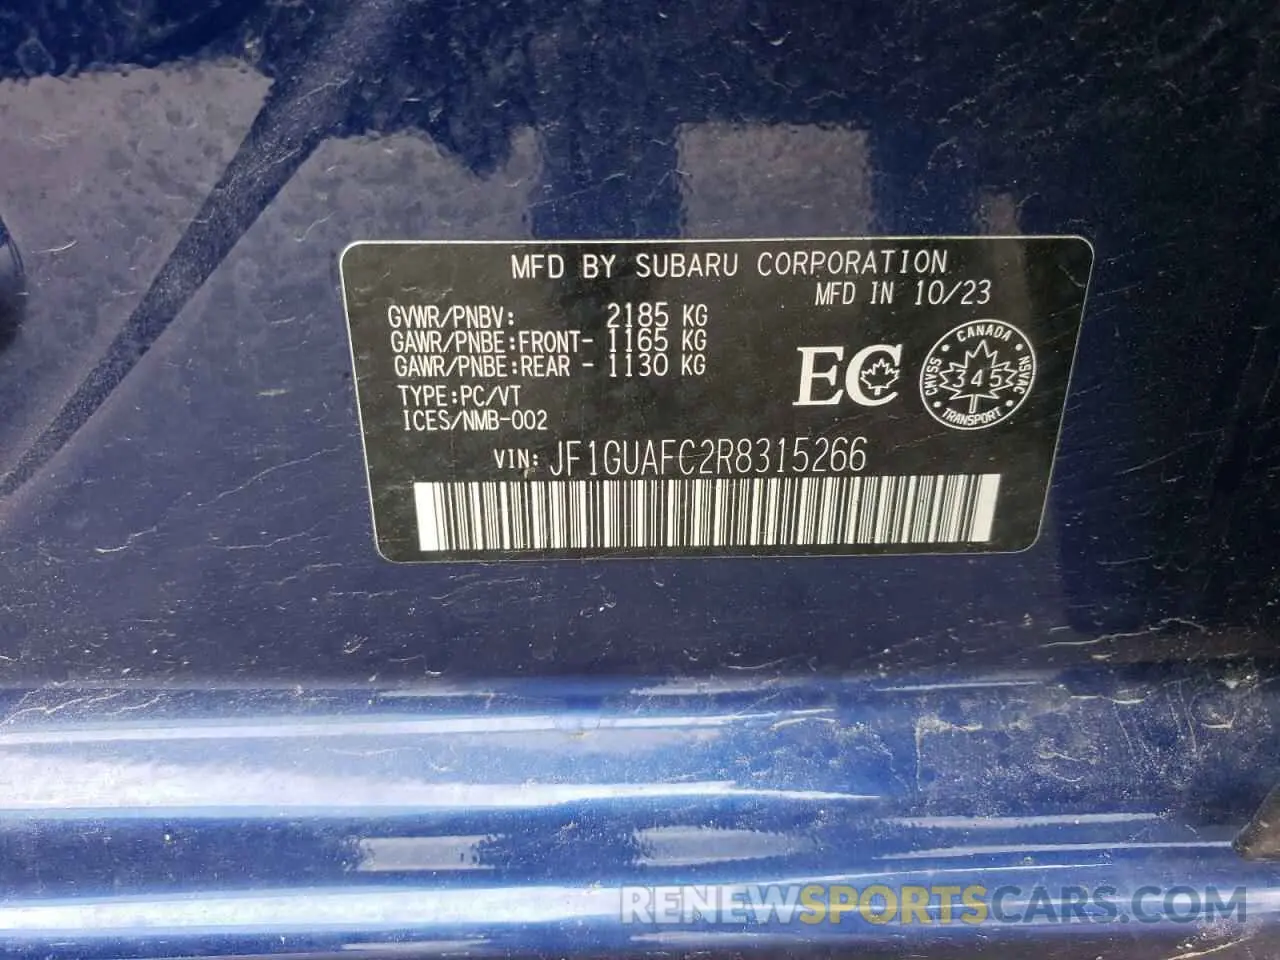 MFD BY SUBARU CORPORATION
MFD IN 10/23
GVWR/PNBV: 2185 KG
GAWR/PNBE:FRONT- 1165 KG
GAWR/PNBE:REAR - 1130 KG
TYPE:PC/VT
ICES/NMB-002
EC
CANADA
CMVSS 345 NSVAC
TRANSPORT
VIN: JF1GUAFC2R8315266
RENEWSPORTSCARS.COM